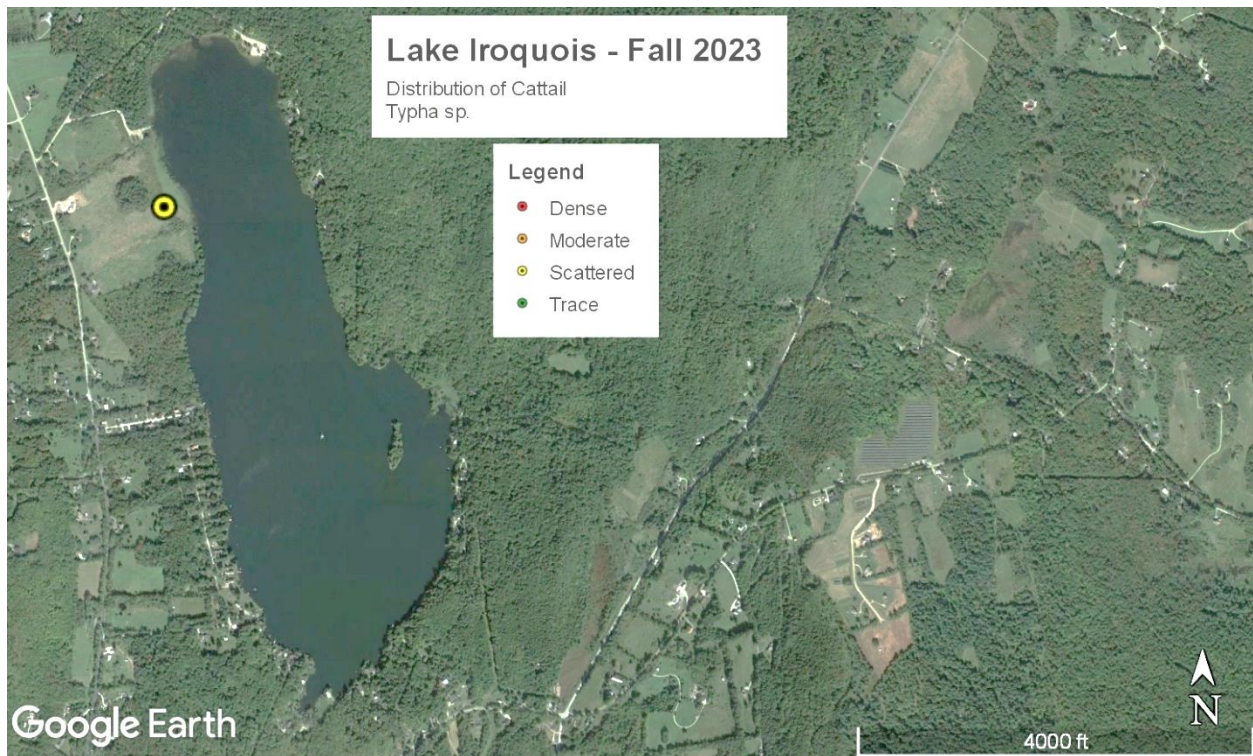 Lake Iroquois - Fall 2023
Distribution of Cattail
Typha sp.
Legend
Dense
Moderate
Scattered
Trace
Google Earth
N
4000 ft